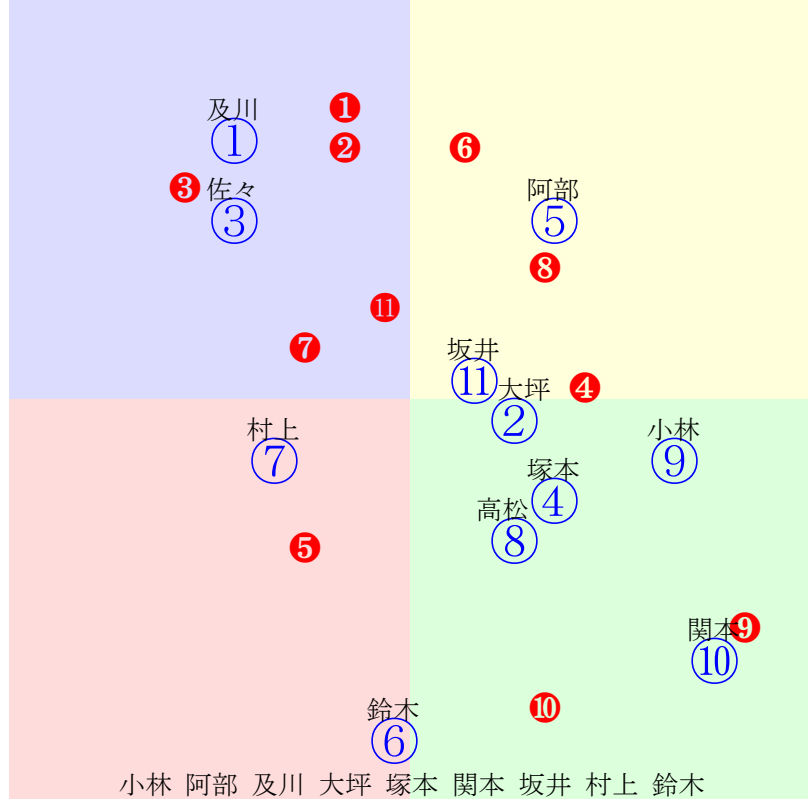 及川
❶
①
❷
❻
❸
佐々
阿部
③
⑤
❽
⓫
❼
坂井
⑪
大坪
❹
②
村上
小林
⑦
⑨
塚本
④
高松
⑧
❺
関本
❾
⑩
❿
鈴木
⑥
小林 阿部 及川 大坪 塚本 関本 坂井 村上 鈴木